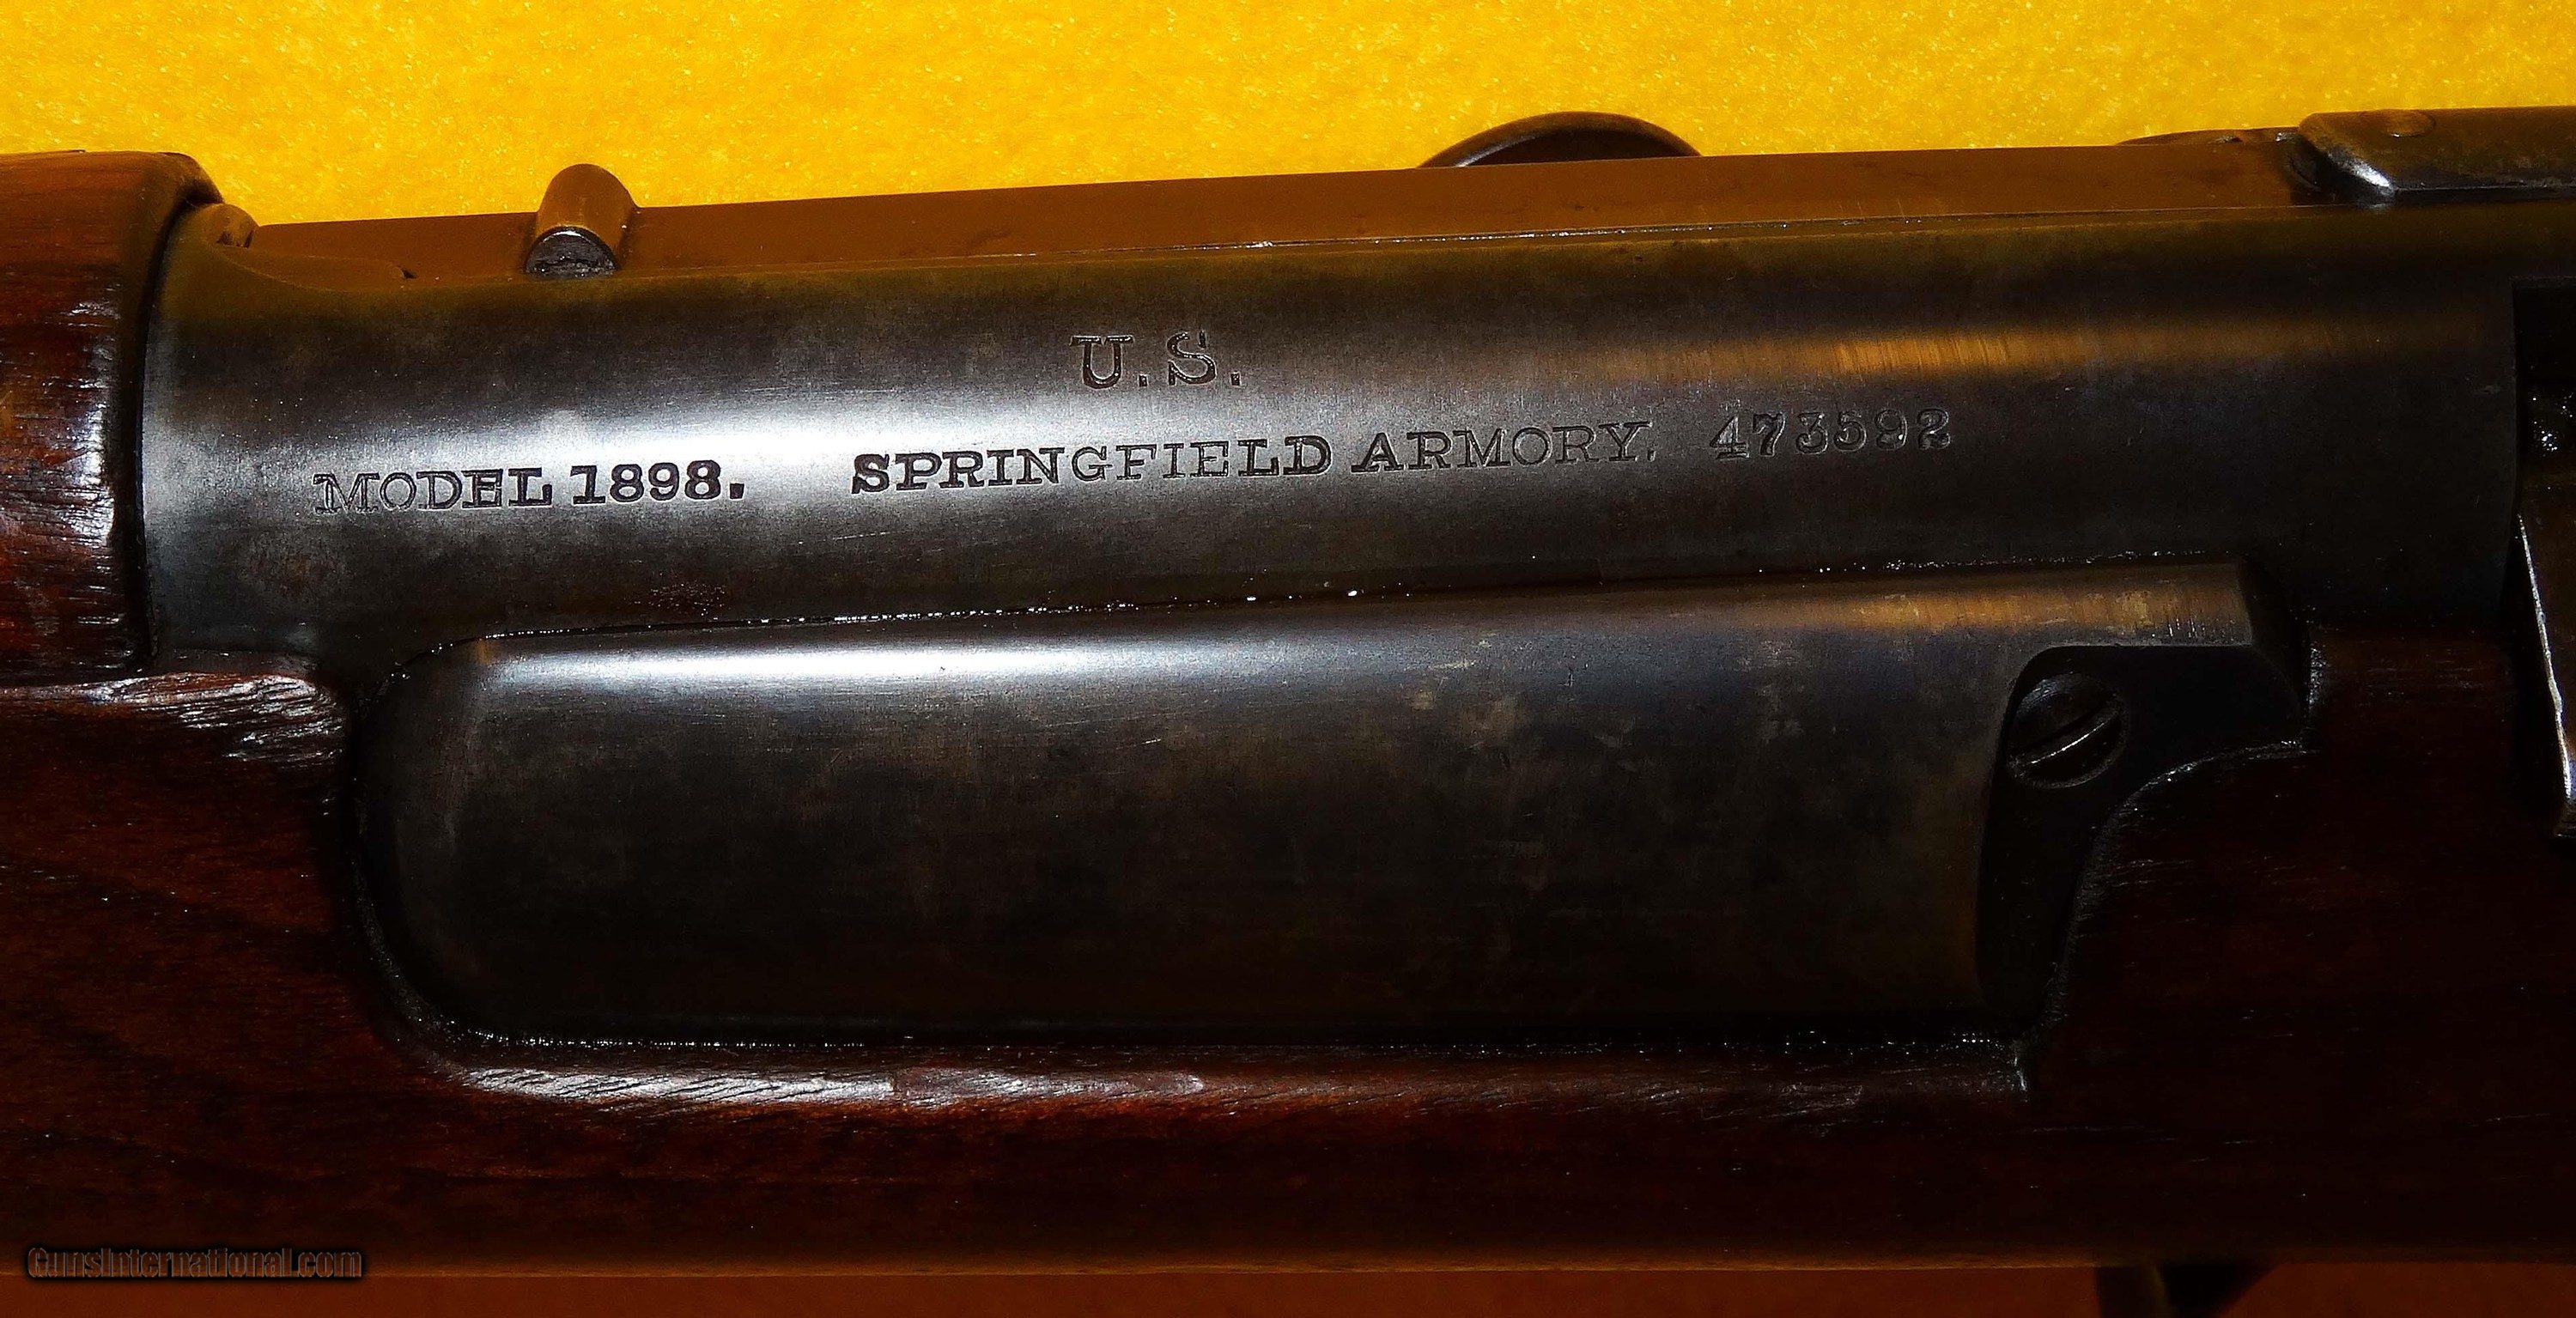 U.S.
MODEL 1898. SPRINGFIELD ARMORY. 473592
GunsInternational.com